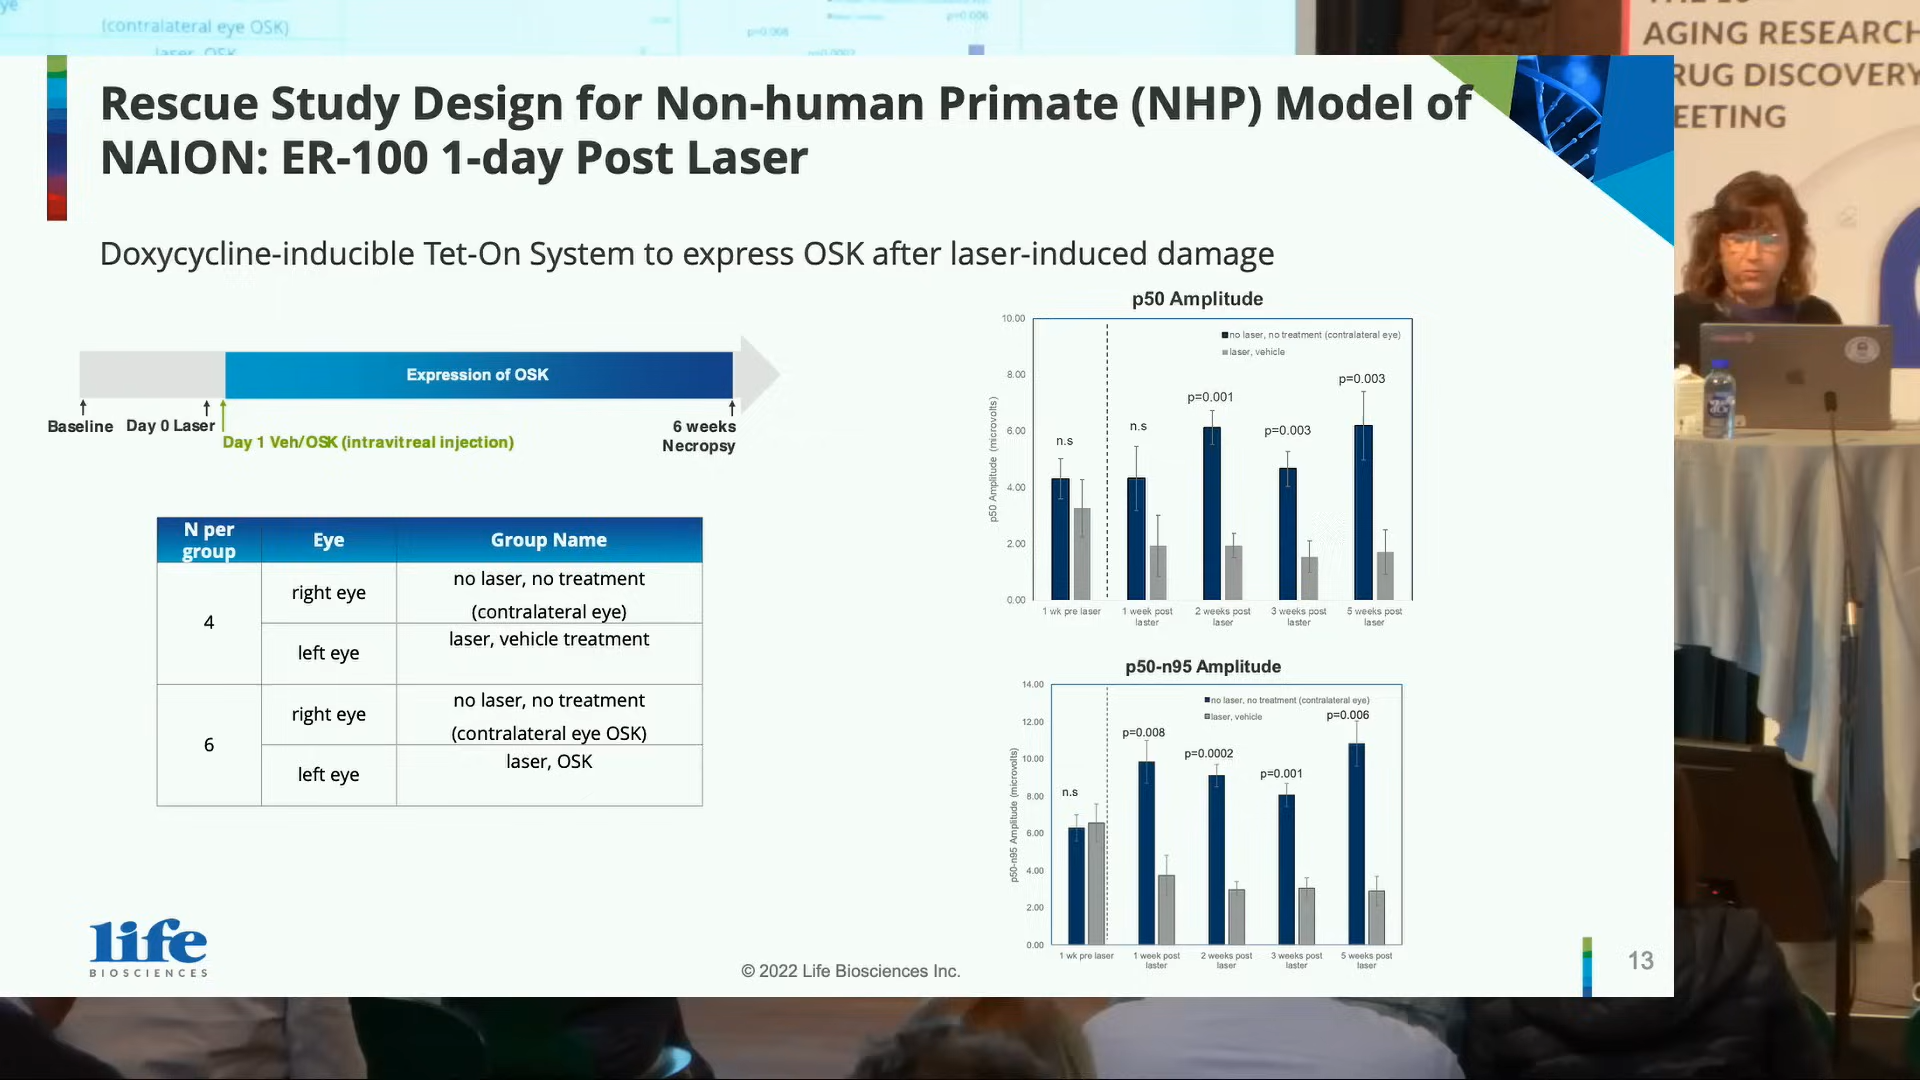 (contralateral eye OSK)
laser, OSK
p=0.008
p=0.006
AGING RESEARCH
DRUG DISCOVERY
MEETING
Rescue Study Design for Non-human Primate (NHP) Model of
NAION: ER-100 1-day Post Laser
Doxycycline-inducible Tet-On System to express OSK after laser-induced damage
Expression of OSK
Baseline
Day 0 Laser
Day 1 Veh/OSK (intravitreal injection)
6 weeks
Necropsy
N per
group
Eye
Group Name
4
right eye
no laser, no treatment
(contralateral eye)
left eye
laser, vehicle treatment
6
right eye
no laser, no treatment
(contralateral eye OSK)
left eye
laser, OSK
p50 Amplitude
p50 Amplitude (microvolts)
10.00
8.00
6.00
4.00
2.00
0.00
no laser, no treatment (contralateral eye)
laser, vehicle
n.s
n.s
p=0.001
p=0.003
p=0.003
1 wk pre laser
1 week post
laster
2 weeks post
laser
3 weeks post
laster
5 weeks post
laser
p50-n95 Amplitude
p50-n95 Amplitude (microvolts)
14.00
12.00
10.00
8.00
6.00
4.00
2.00
0.00
no laser, no treatment (contralateral eye)
laser, vehicle
n.s
p=0.008
p=0.0002
p=0.001
p=0.006
1 wk pre laser
1 week post
laster
2 weeks post
laser
3 weeks post
laster
5 weeks post
laser
life
BIOSCIENCES
© 2022 Life Biosciences Inc.
13